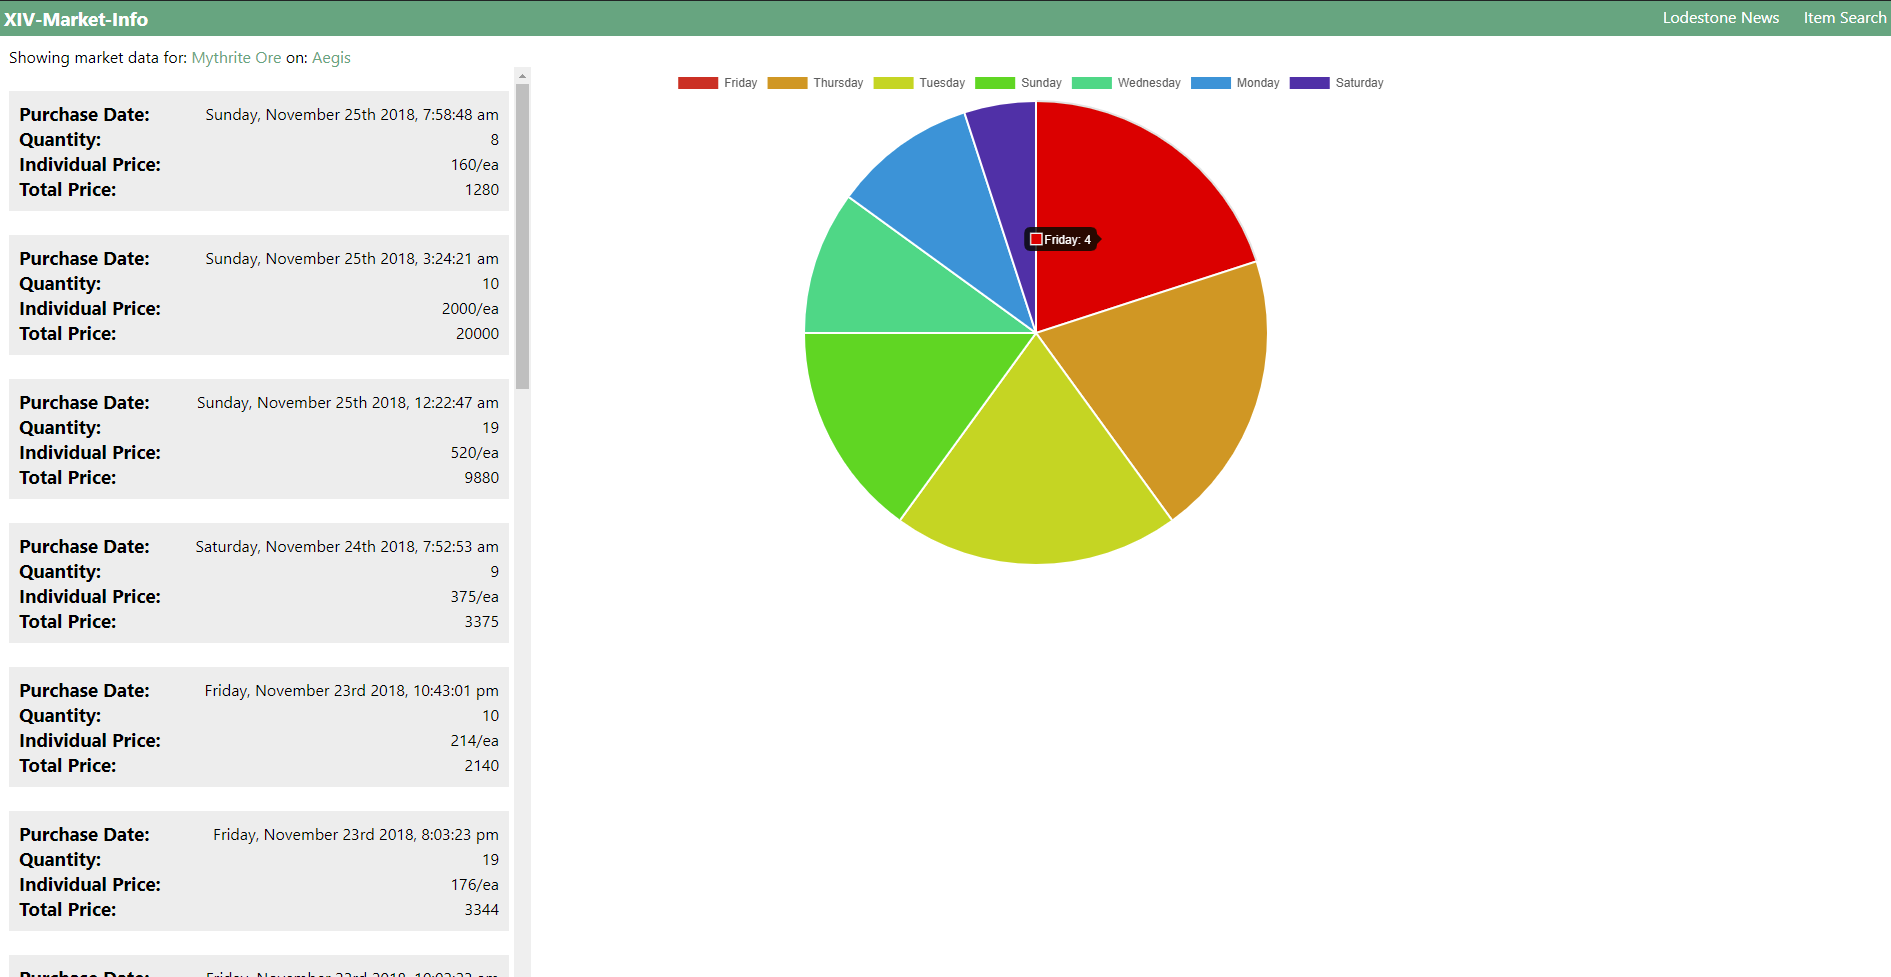 XIV-Market-Info Lodestone News Item Search
Showing market data for: Mythrite Ore on: Aegis
Purchase Date: Sunday, November 25th 2018, 7:58:48 am
Quantity: 8
Individual Price: 160/ea
Total Price: 1280
Purchase Date: Sunday, November 25th 2018, 3:24:21 am
Quantity: 10
Individual Price: 2000/ea
Total Price: 20000
Purchase Date: Sunday, November 25th 2018, 12:22:47 am
Quantity: 19
Individual Price: 520/ea
Total Price: 9880
Purchase Date: Saturday, November 24th 2018, 7:52:53 am
Quantity: 9
Individual Price: 375/ea
Total Price: 3375
Purchase Date: Friday, November 23rd 2018, 10:43:01 pm
Quantity: 10
Individual Price: 214/ea
Total Price: 2140
Purchase Date: Friday, November 23rd 2018, 8:03:23 pm
Quantity: 19
Individual Price: 176/ea
Total Price: 3344
Purchase Date: Friday, November 23rd 2018,
Friday Thursday Tuesday Sunday Wednesday Monday Saturday
Friday: 4